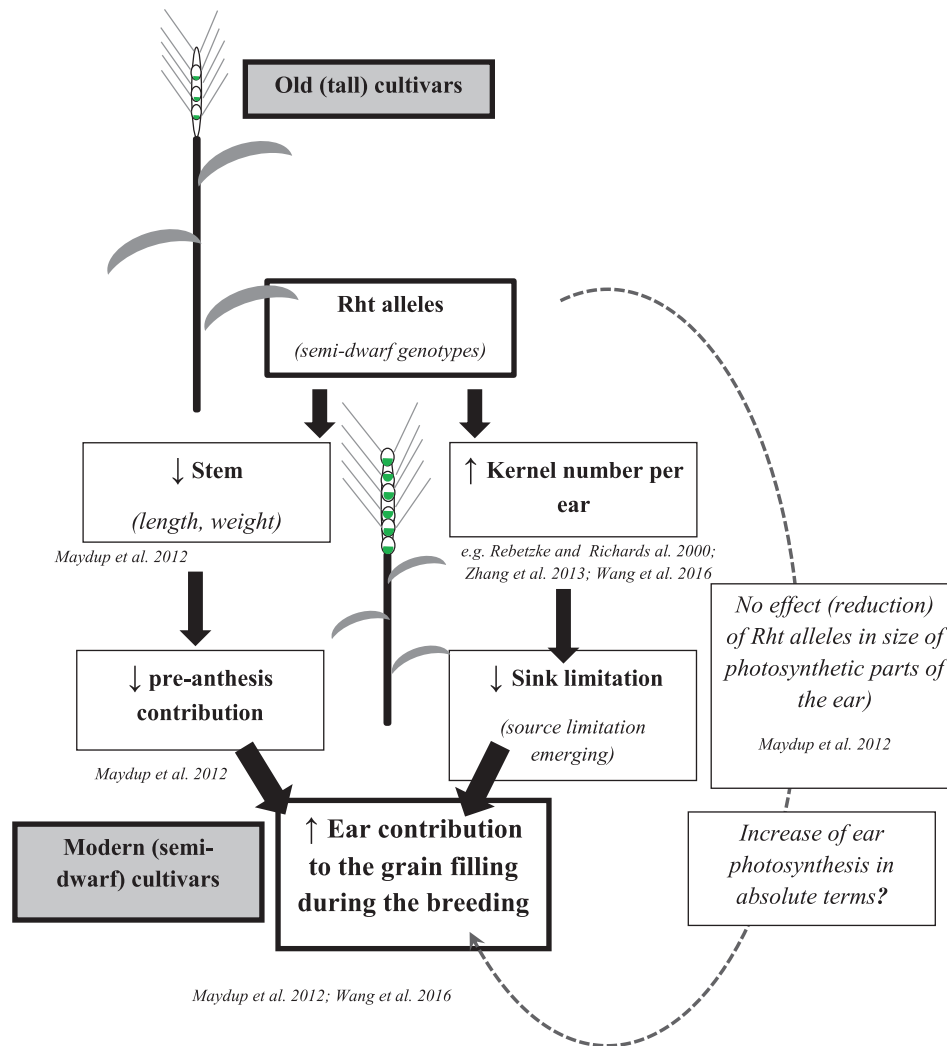 Old (tall) cultivars
Rht alleles
(semi-dwarf genotypes)
↓ Stem
(length, weight)
Maydup et al. 2012
↑ Kernel number per
ear
e.g. Rebetzke and Richards al. 2000;
Zhang et al. 2013; Wang et al. 2016
No effect (reduction)
of Rht alleles in size of
photosynthetic parts of
the ear)
Maydup et al. 2012
↓ pre-anthesis
contribution
Maydup et al. 2012
↓ Sink limitation
(source limitation
emerging)
Modern (semi-
dwarf) cultivars
↑ Ear contribution
to the grain filling
during the breeding
Increase of ear
photosynthesis in
absolute terms?
Maydup et al. 2012; Wang et al. 2016